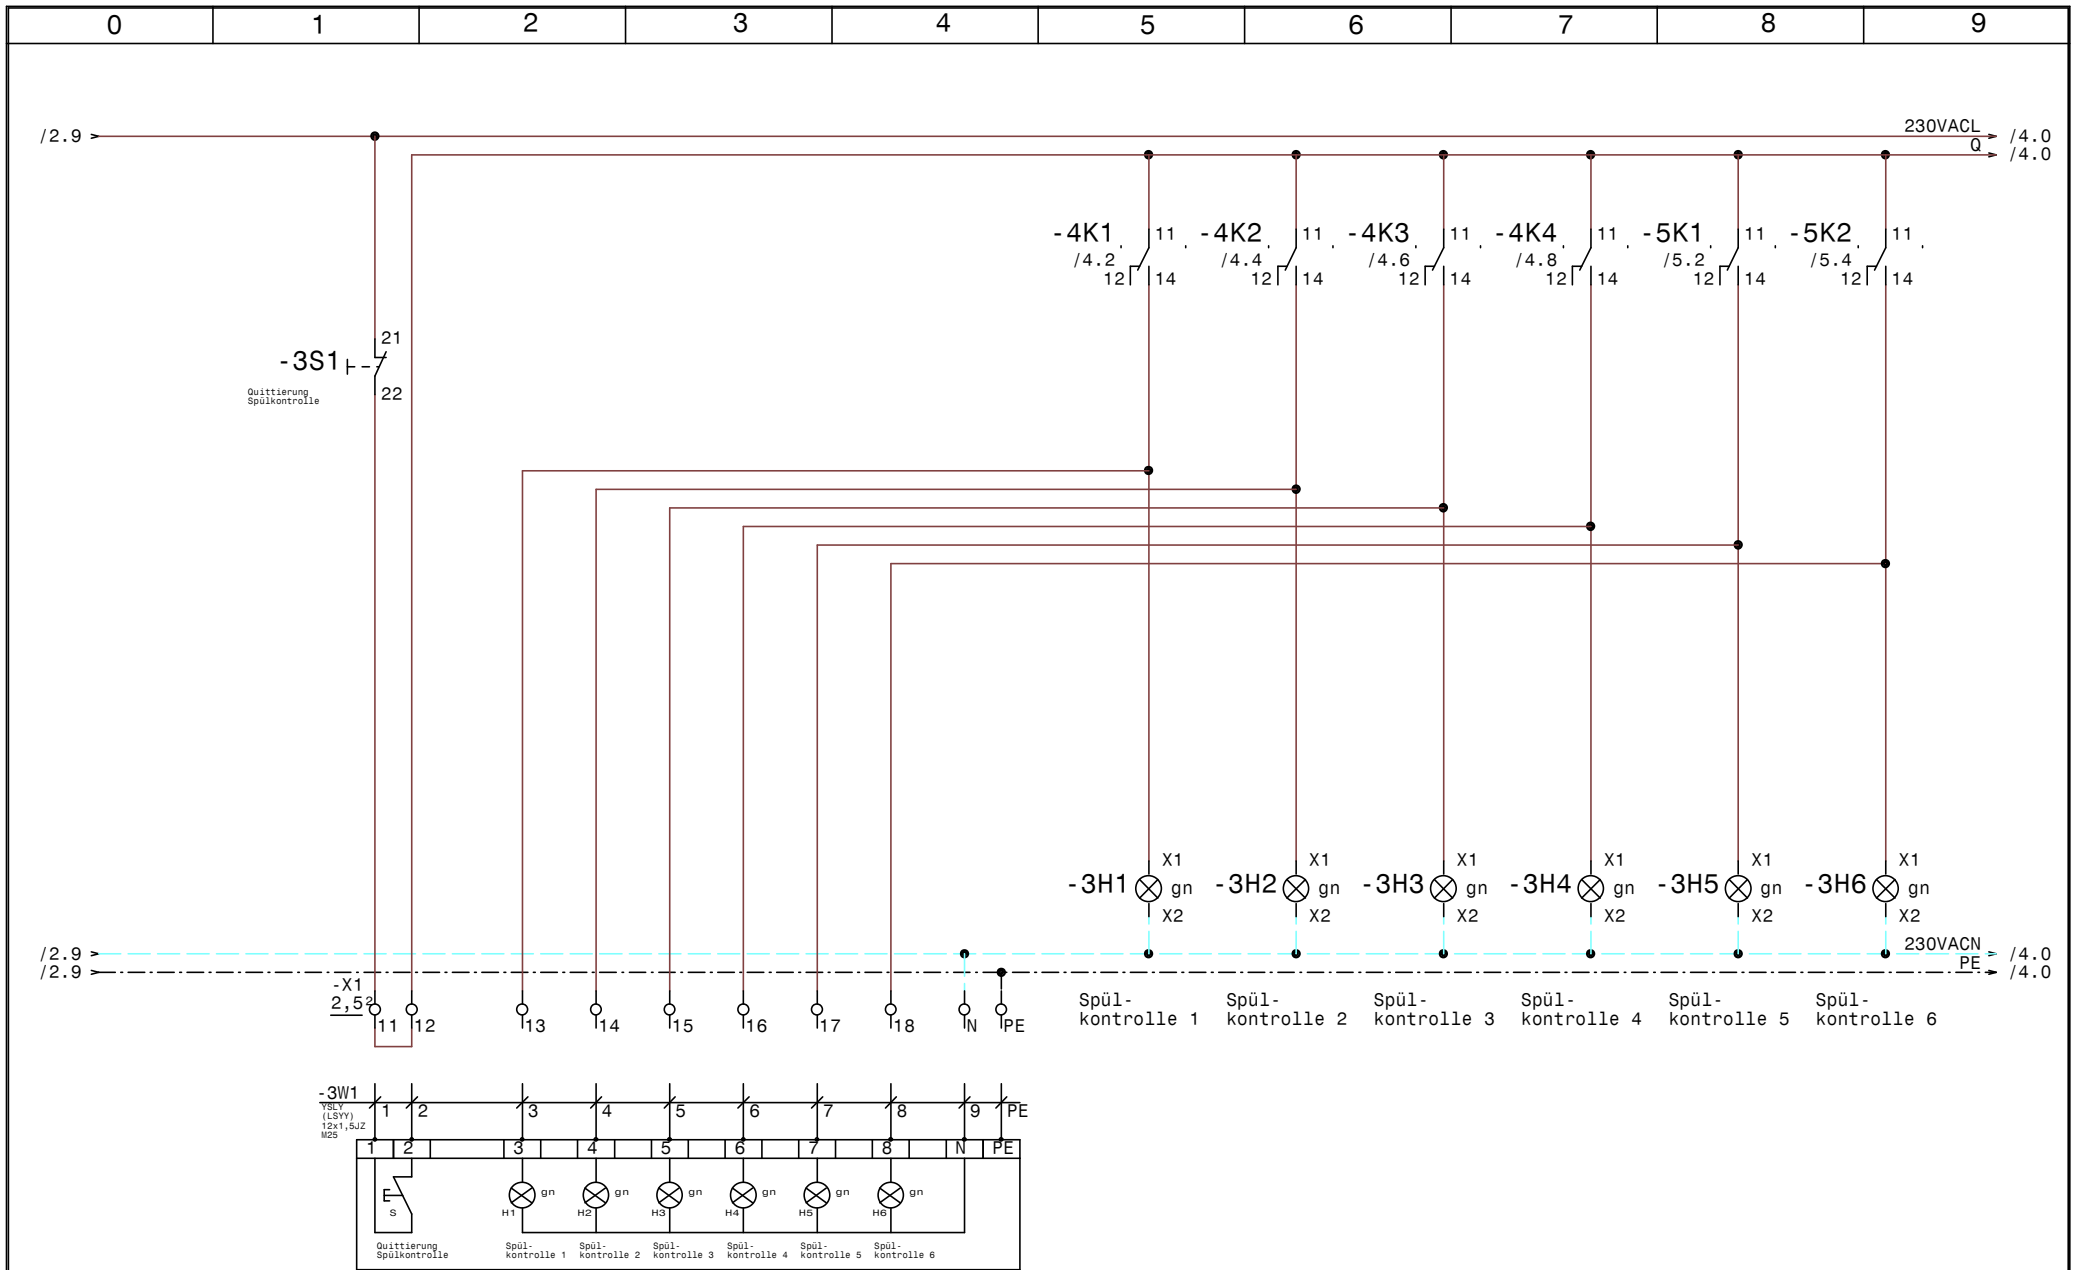 0 1 2 3 4 5 6 7 8 9
/2.9 230VACL /4.0
Q /4.0
-4K1 11 -4K2 11 -4K3 11 -4K4 11 -5K1 11 -5K2 11
/4.2 /4.4 /4.6 /4.8 /5.2 /5.4
12 14 12 14 12 14 12 14 12 14 12 14
21
-3S1
22
Quittierung
Spülkontrolle
X1 X1 X1 X1 X1 X1
-3H1 gn -3H2 gn -3H3 gn -3H4 gn -3H5 gn -3H6 gn
X2 X2 X2 X2 X2 X2
/2.9 230VACN /4.0
/2.9 PE /4.0
-X1
2,5²
11 12 13 14 15 16 17 18 N PE
Spül- Spül- Spül- Spül- Spül- Spül-
kontrolle 1 kontrolle 2 kontrolle 3 kontrolle 4 kontrolle 5 kontrolle 6
-3W1
YSLY
(LSYY)
12x1,5JZ
M25
1 2 3 4 5 6 7 8 9 PE
1 2 3 4 5 6 7 8 N PE
gn gn gn gn gn gn
S H1 H2 H3 H4 H5 H6
Quittierung Spül- Spül- Spül- Spül- Spül- Spül-
Spülkontrolle kontrolle 1 kontrolle 2 kontrolle 3 kontrolle 4 kontrolle 5 kontrolle 6